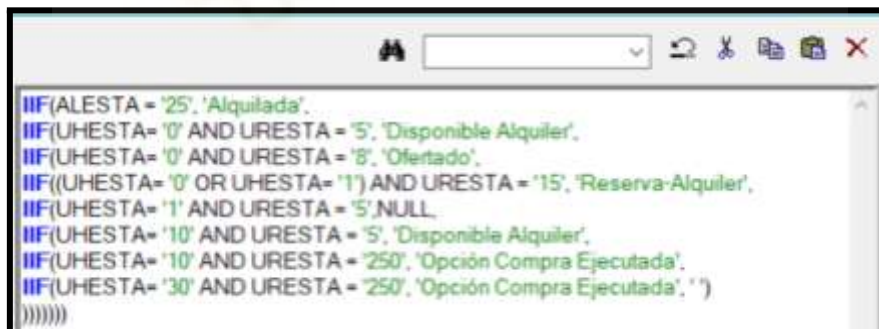 IIF(ALESTA = '25', 'Alquilada',
IIF(UHESTA= '0' AND URESTA = '5', 'Disponible Alquiler',
IIF(UHESTA= '0' AND URESTA = '8', 'Ofertado',
IIF((UHESTA= '0' OR UHESTA= '1') AND URESTA = '15', 'Reserva-Alquiler',
IIF(UHESTA= '1' AND URESTA = '5',NULL,
IIF(UHESTA= '10' AND URESTA = '5', 'Disponible Alquiler',
IIF(UHESTA= '10' AND URESTA = '250', 'Opción Compra Ejecutada',
IIF(UHESTA= '30' AND URESTA = '250', 'Opción Compra Ejecutada', ' ')
)))))))